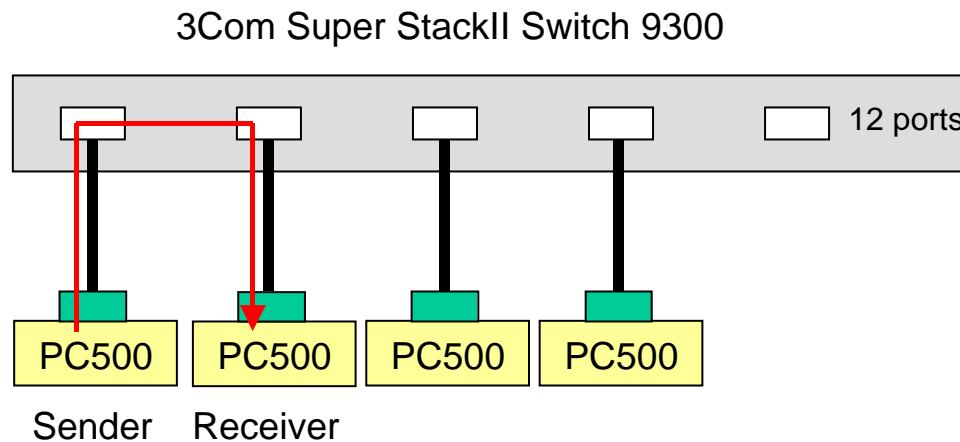 3Com Super StackII Switch 9300
12 ports
PC500 PC500 PC500 PC500
Sender Receiver